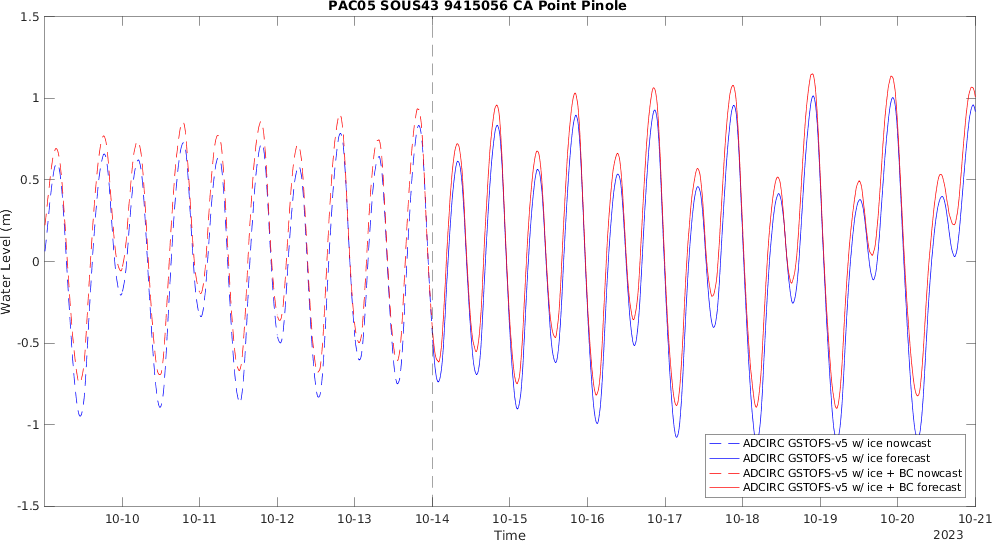 PAC05 SOUS43 9415056 CA Point Pinole
1.5
1
0.5
0
-0.5
-1
-1.5
Water Level (m)
ADCIRC GSTOFS-v5 w/ ice nowcast
ADCIRC GSTOFS-v5 w/ ice forecast
ADCIRC GSTOFS-v5 w/ ice + BC nowcast
ADCIRC GSTOFS-v5 w/ ice + BC forecast
10-10 10-11 10-12 10-13 10-14 10-15 10-16 10-17 10-18 10-19 10-20 10-21
Time
2023